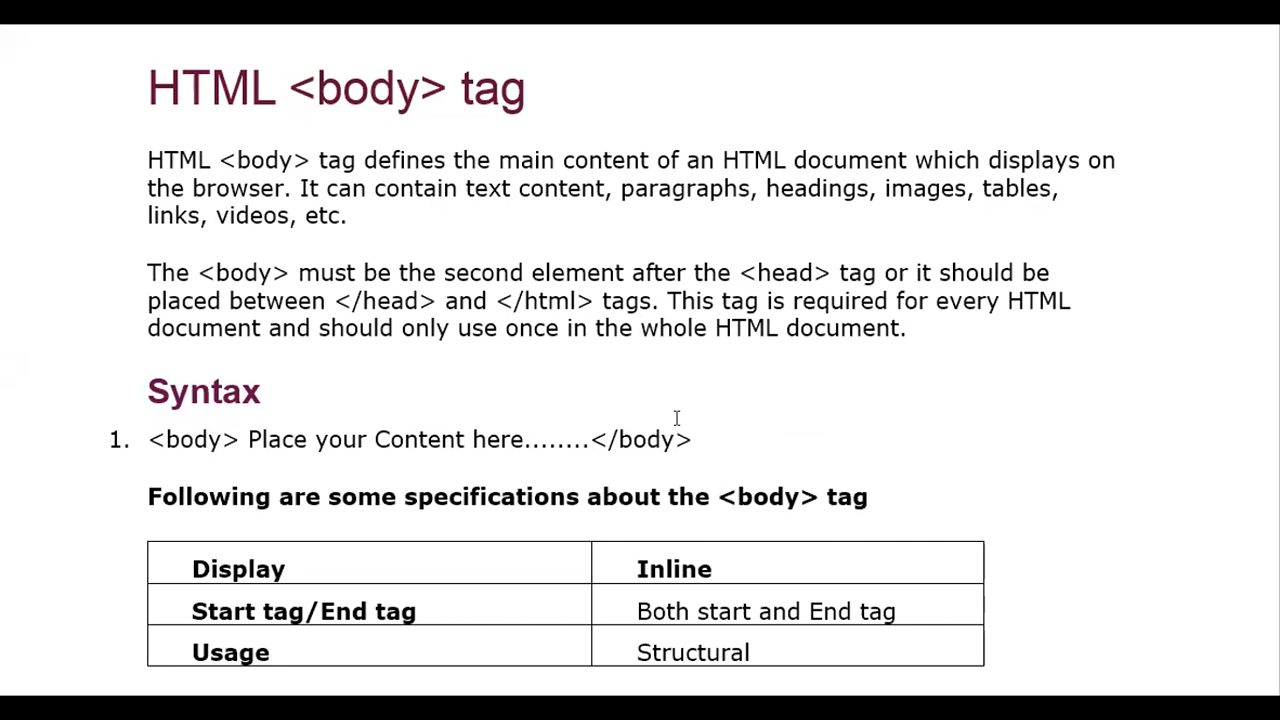 HTML <body> tag
HTML <body> tag defines the main content of an HTML document which displays on
the browser. It can contain text content, paragraphs, headings, images, tables,
links, videos, etc.
The <body> must be the second element after the <head> tag or it should be
placed between </head> and </html> tags. This tag is required for every HTML
document and should only use once in the whole HTML document.
Syntax
1. <body> Place your Content here........</body>
Following are some specifications about the <body> tag
Display Inline
Start tag/End tag Both start and End tag
Usage Structural